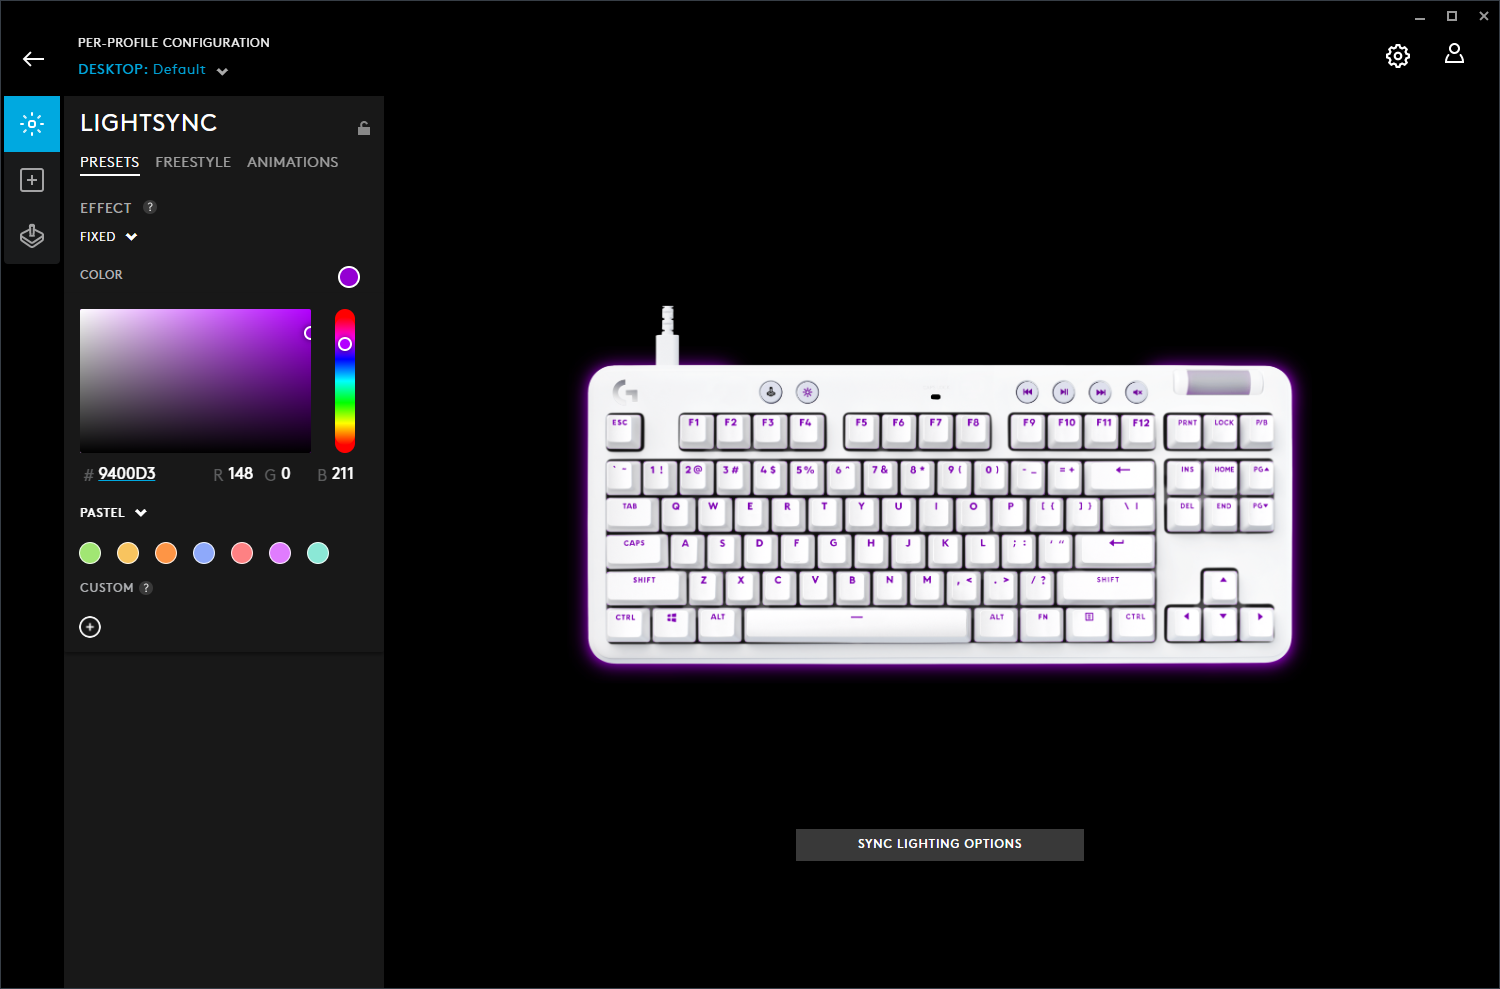 PER-PROFILE CONFIGURATION
DESKTOP: Default
LIGHTSYNC
PRESETS FREESTYLE ANIMATIONS
EFFECT ?
FIXED
COLOR
# 9400D3 R 148 G 0 B 211
PASTEL
CUSTOM ?
G
ESC F1 F2 F3 F4 F5 F6 F7 F8 F9 F10 F11 F12 PRNT LOCK P/B
` ~ 1 ! 2 @ 3 # 4 $ 5 % 6 ^ 7 & 8 * 9 ( 0 ) - _ = + ← INS HOME PG▲
TAB Q W E R T Y U I O P [ { ] } \ | DEL END PG▼
CAPS A S D F G H J K L ; : ' "
SHIFT Z X C V B N M , < . > / ? SHIFT
CTRL ALT ALT FN CTRL
SYNC LIGHTING OPTIONS